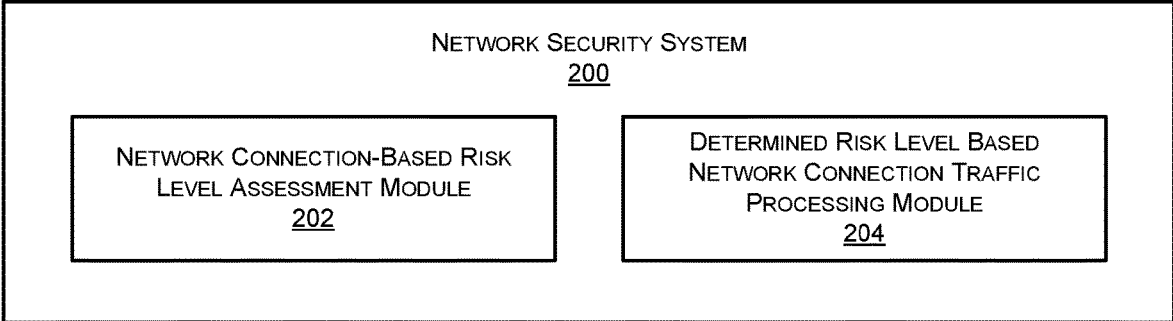 NETWORK SECURITY SYSTEM
200
NETWORK CONNECTION-BASED RISK
LEVEL ASSESSMENT MODULE
202
DETERMINED RISK LEVEL BASED
NETWORK CONNECTION TRAFFIC
PROCESSING MODULE
204